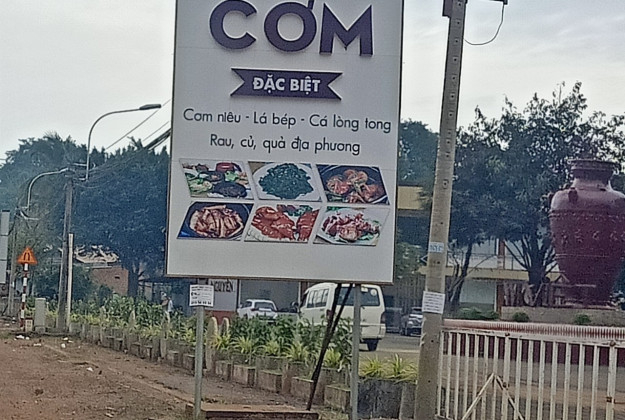 CƠM
ĐẶC BIỆT
Cơm niêu - Lá bép - Cá lòng tong
Rau, củ, quả địa phương